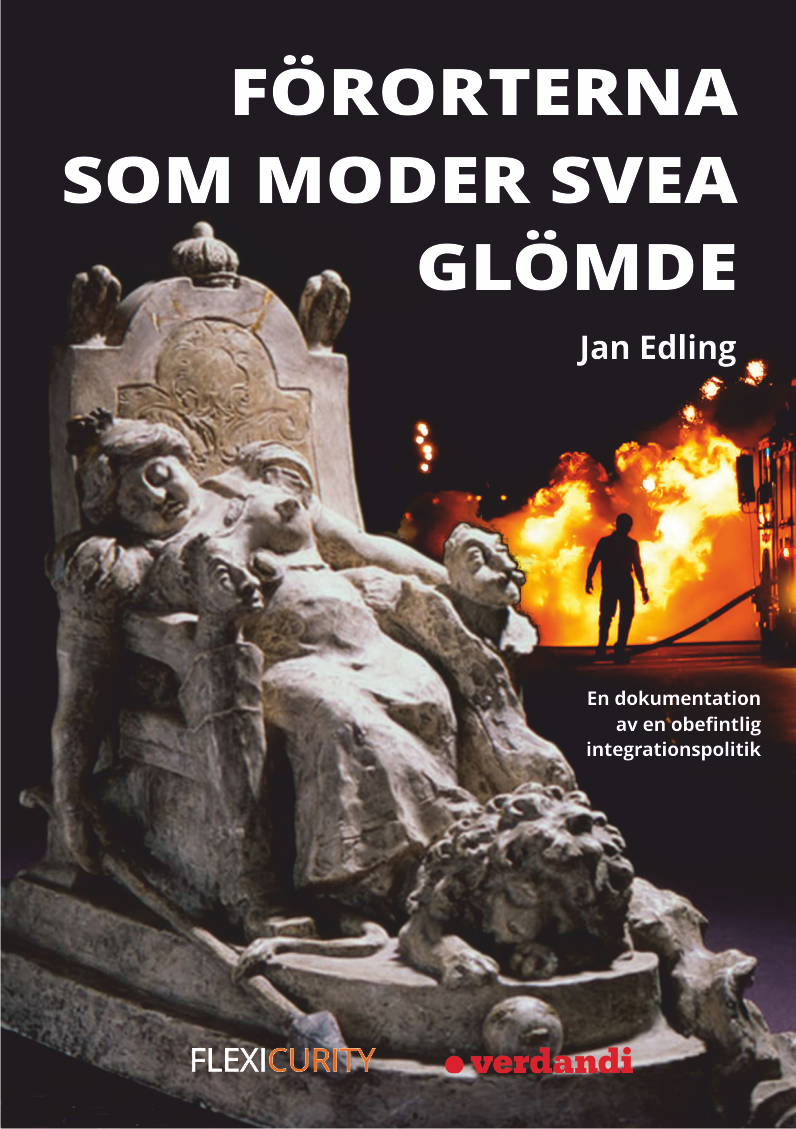 FÖRORTERNA
SOM MODER SVEA
GLÖMDE
Jan Edling
En dokumentation
av en obefintlig
integrationspolitik
FLEXICURITY
verdandi